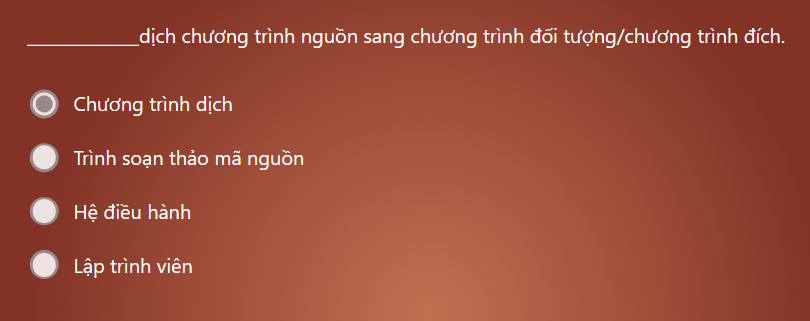 ____________dịch chương trình nguồn sang chương trình đối tượng/chương trình đích.
Chương trình dịch
Trình soạn thảo mã nguồn
Hệ điều hành
Lập trình viên